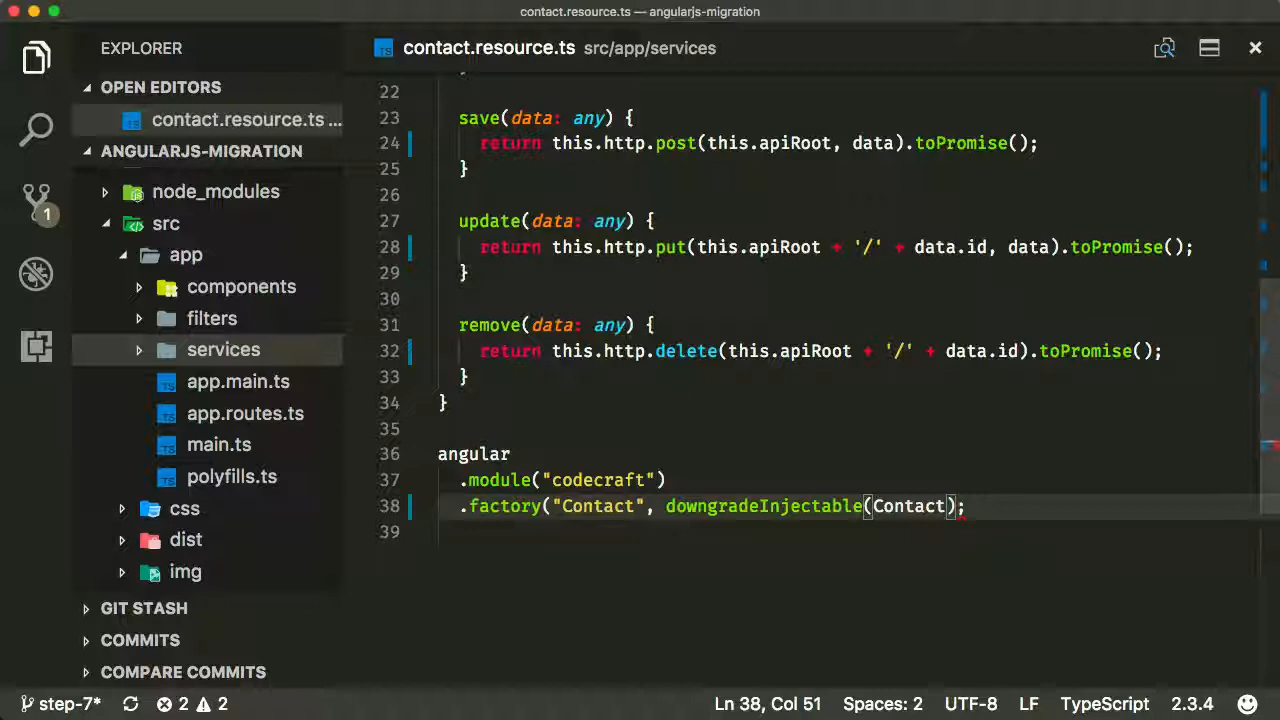 contact.resource.ts — angularjs-migration
EXPLORER
OPEN EDITORS
contact.resource.ts ...
ANGULARJS-MIGRATION
node_modules
src
app
components
filters
services
app.main.ts
app.routes.ts
main.ts
polyfills.ts
css
dist
img
GIT STASH
COMMITS
COMPARE COMMITS
1
TS contact.resource.ts src/app/services
22
23 save(data: any) {
24 return this.http.post(this.apiRoot, data).toPromise();
25 }
26
27 update(data: any) {
28 return this.http.put(this.apiRoot + '/' + data.id, data).toPromise();
29 }
30
31 remove(data: any) {
32 return this.http.delete(this.apiRoot + '/' + data.id).toPromise();
33 }
34 }
35
36 angular
37 .module("codecraft")
38 .factory("Contact", downgradeInjectable(Contact);
39
step-7* 2 2 Ln 38, Col 51 Spaces: 2 UTF-8 LF TypeScript 2.3.4